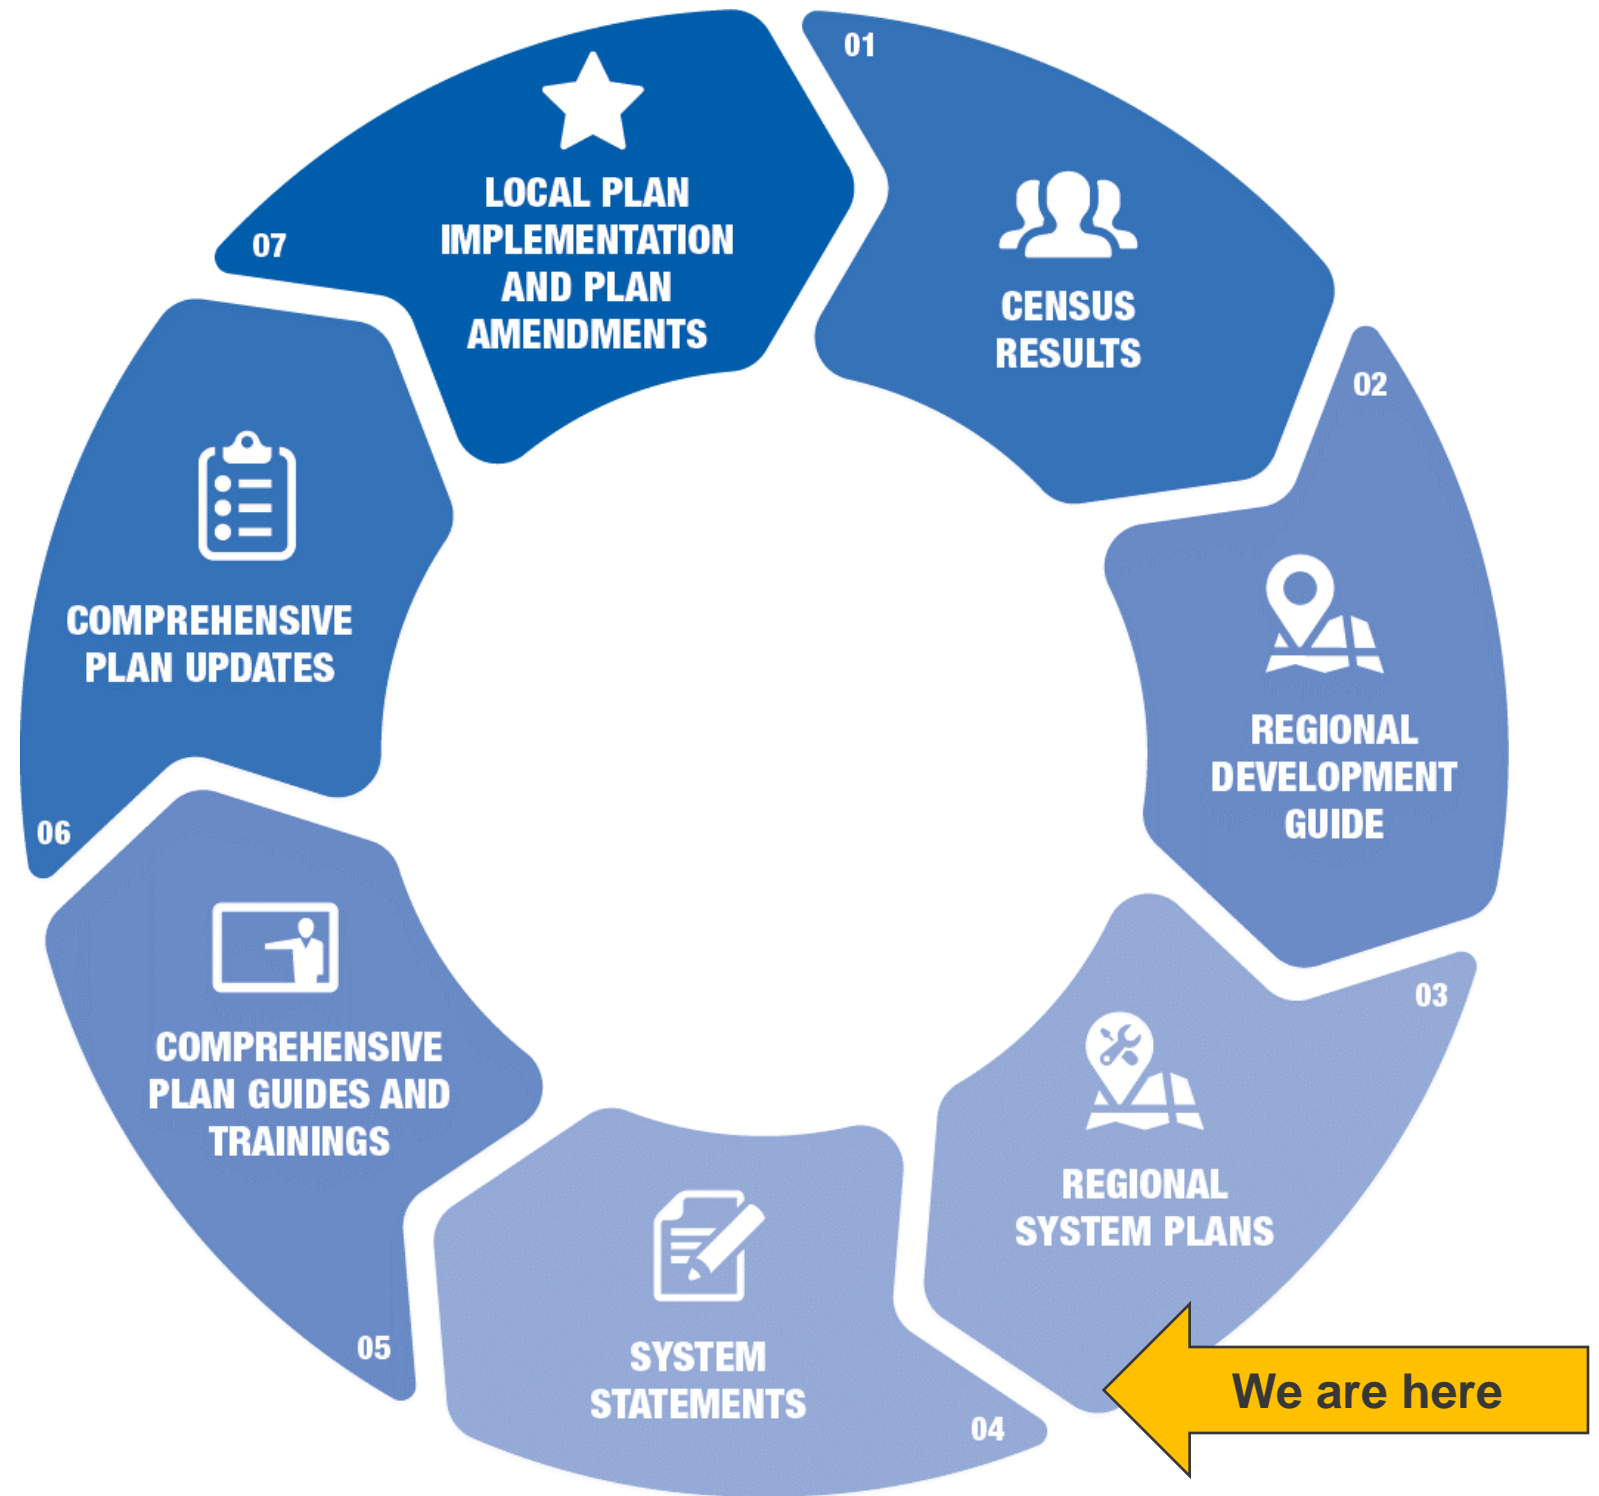 01
CENSUS
RESULTS
02
REGIONAL
DEVELOPMENT
GUIDE
03
REGIONAL
SYSTEM PLANS
We are here
04
SYSTEM
STATEMENTS
05
COMPREHENSIVE
PLAN GUIDES AND
TRAININGS
06
COMPREHENSIVE
PLAN UPDATES
07
LOCAL PLAN
IMPLEMENTATION
AND PLAN
AMENDMENTS